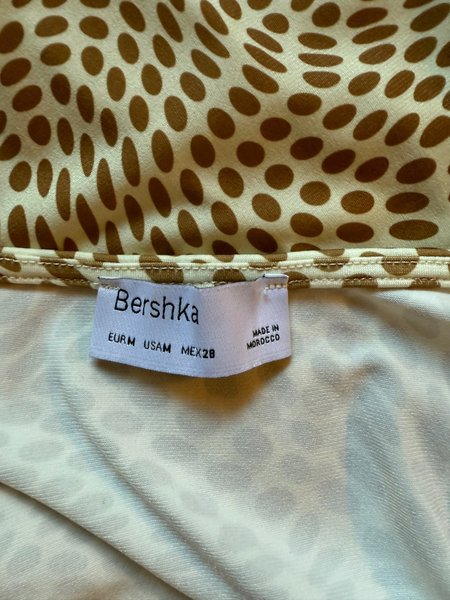 Bershka
EUR M USA M MEX 28
MADE IN
MOROCCO